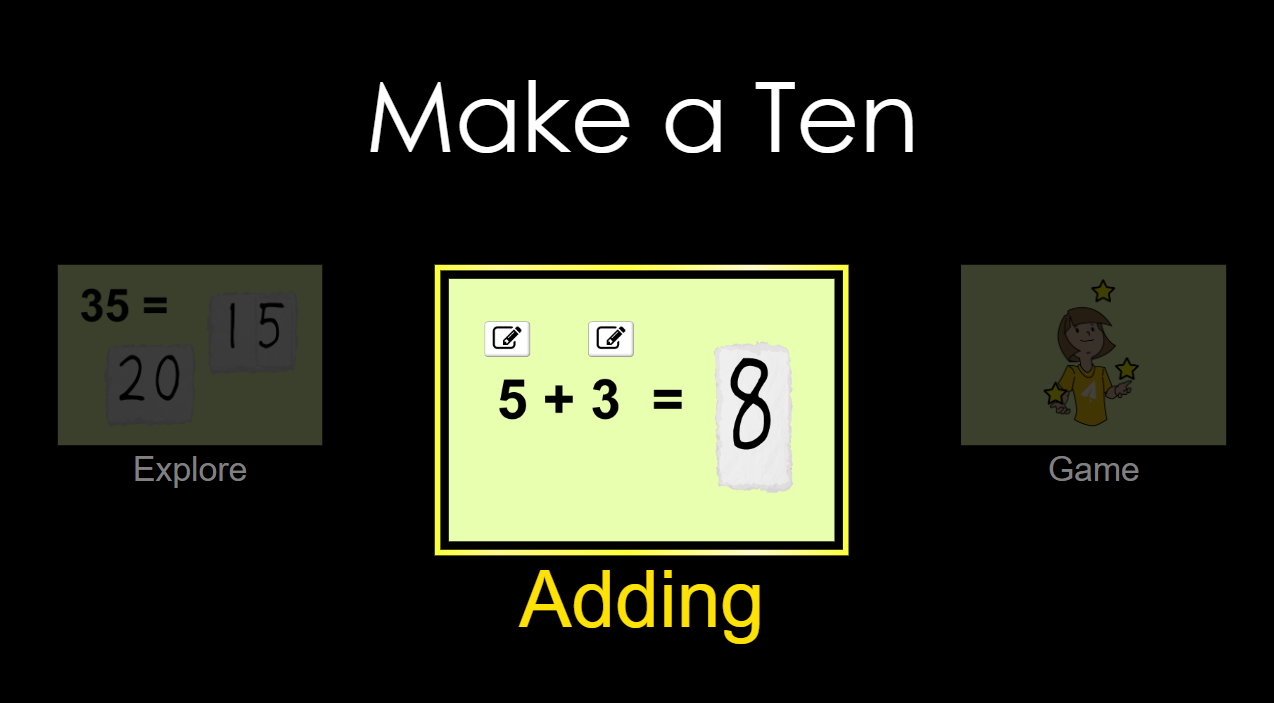 Make a Ten
35 =
15
20
Explore
5 + 3 = 8
Adding
Game